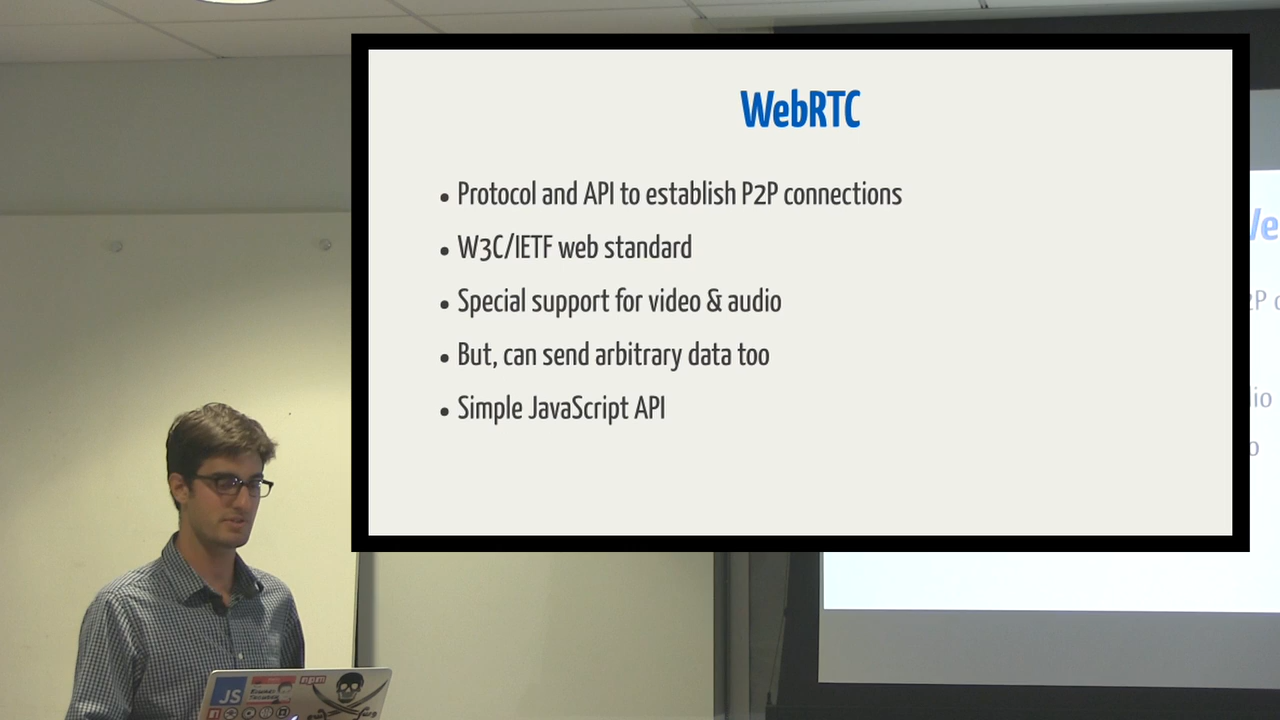 WebRTC
• Protocol and API to establish P2P connections
• W3C/IETF web standard
• Special support for video & audio
• But, can send arbitrary data too
• Simple JavaScript API
JS
npm